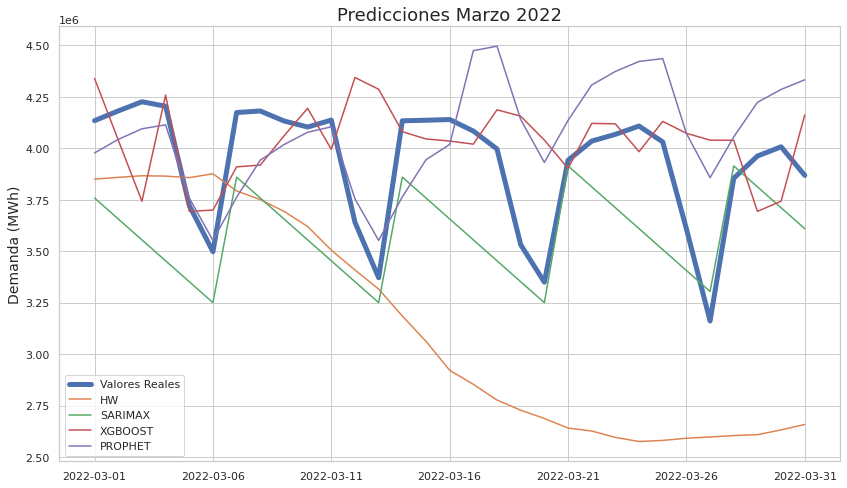 Predicciones Marzo 2022
1e6
4.50
4.25
4.00
3.75
3.50
3.25
3.00
2.75
2.50
Demanda (MWh)
Valores Reales
HW
SARIMAX
XGBOOST
PROPHET
2022-03-01 2022-03-06 2022-03-11 2022-03-16 2022-03-21 2022-03-26 2022-03-31